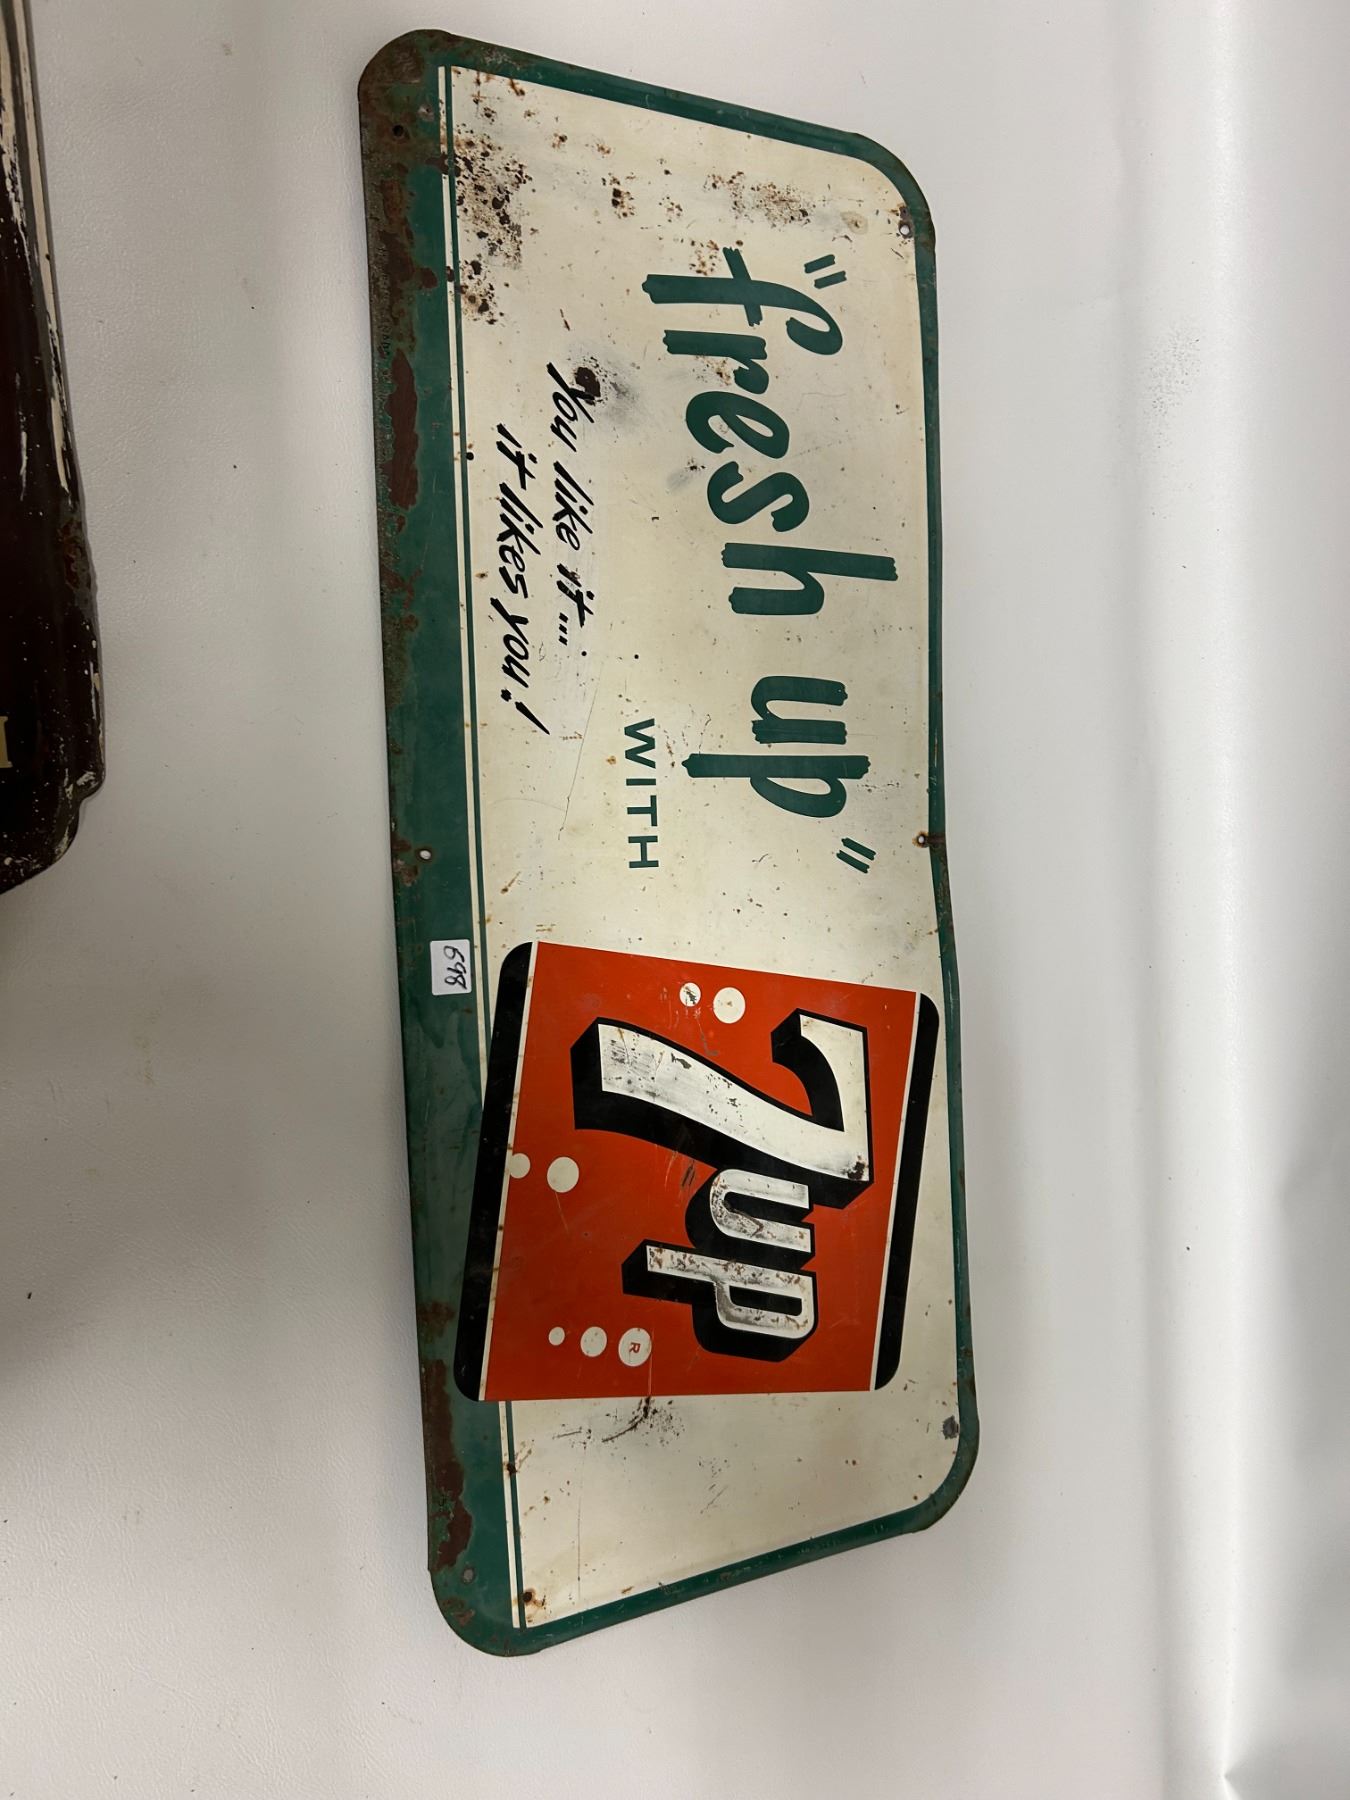 "fresh up"
WITH
You like it...
it likes you!
7up
R
698